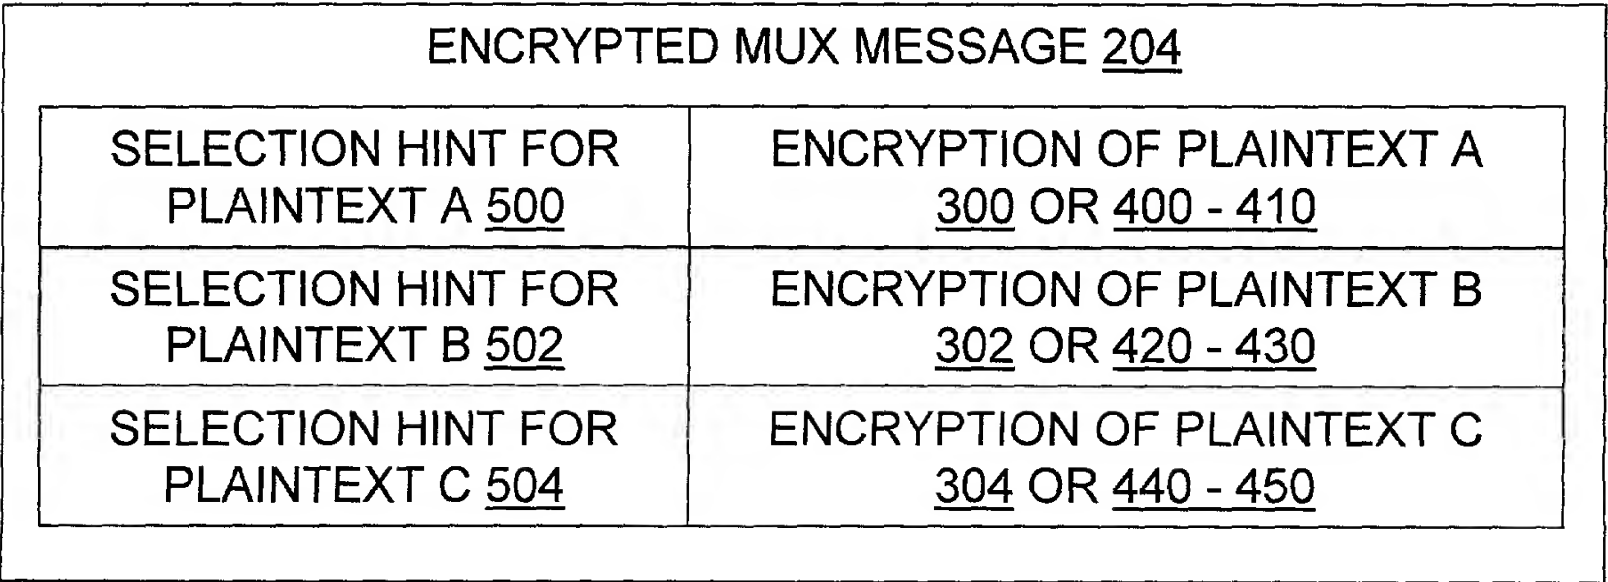 ENCRYPTED MUX MESSAGE 204
SELECTION HINT FOR
PLAINTEXT A 500
ENCRYPTION OF PLAINTEXT A
300 OR 400 - 410
SELECTION HINT FOR
PLAINTEXT B 502
ENCRYPTION OF PLAINTEXT B
302 OR 420 - 430
SELECTION HINT FOR
PLAINTEXT C 504
ENCRYPTION OF PLAINTEXT C
304 OR 440 - 450